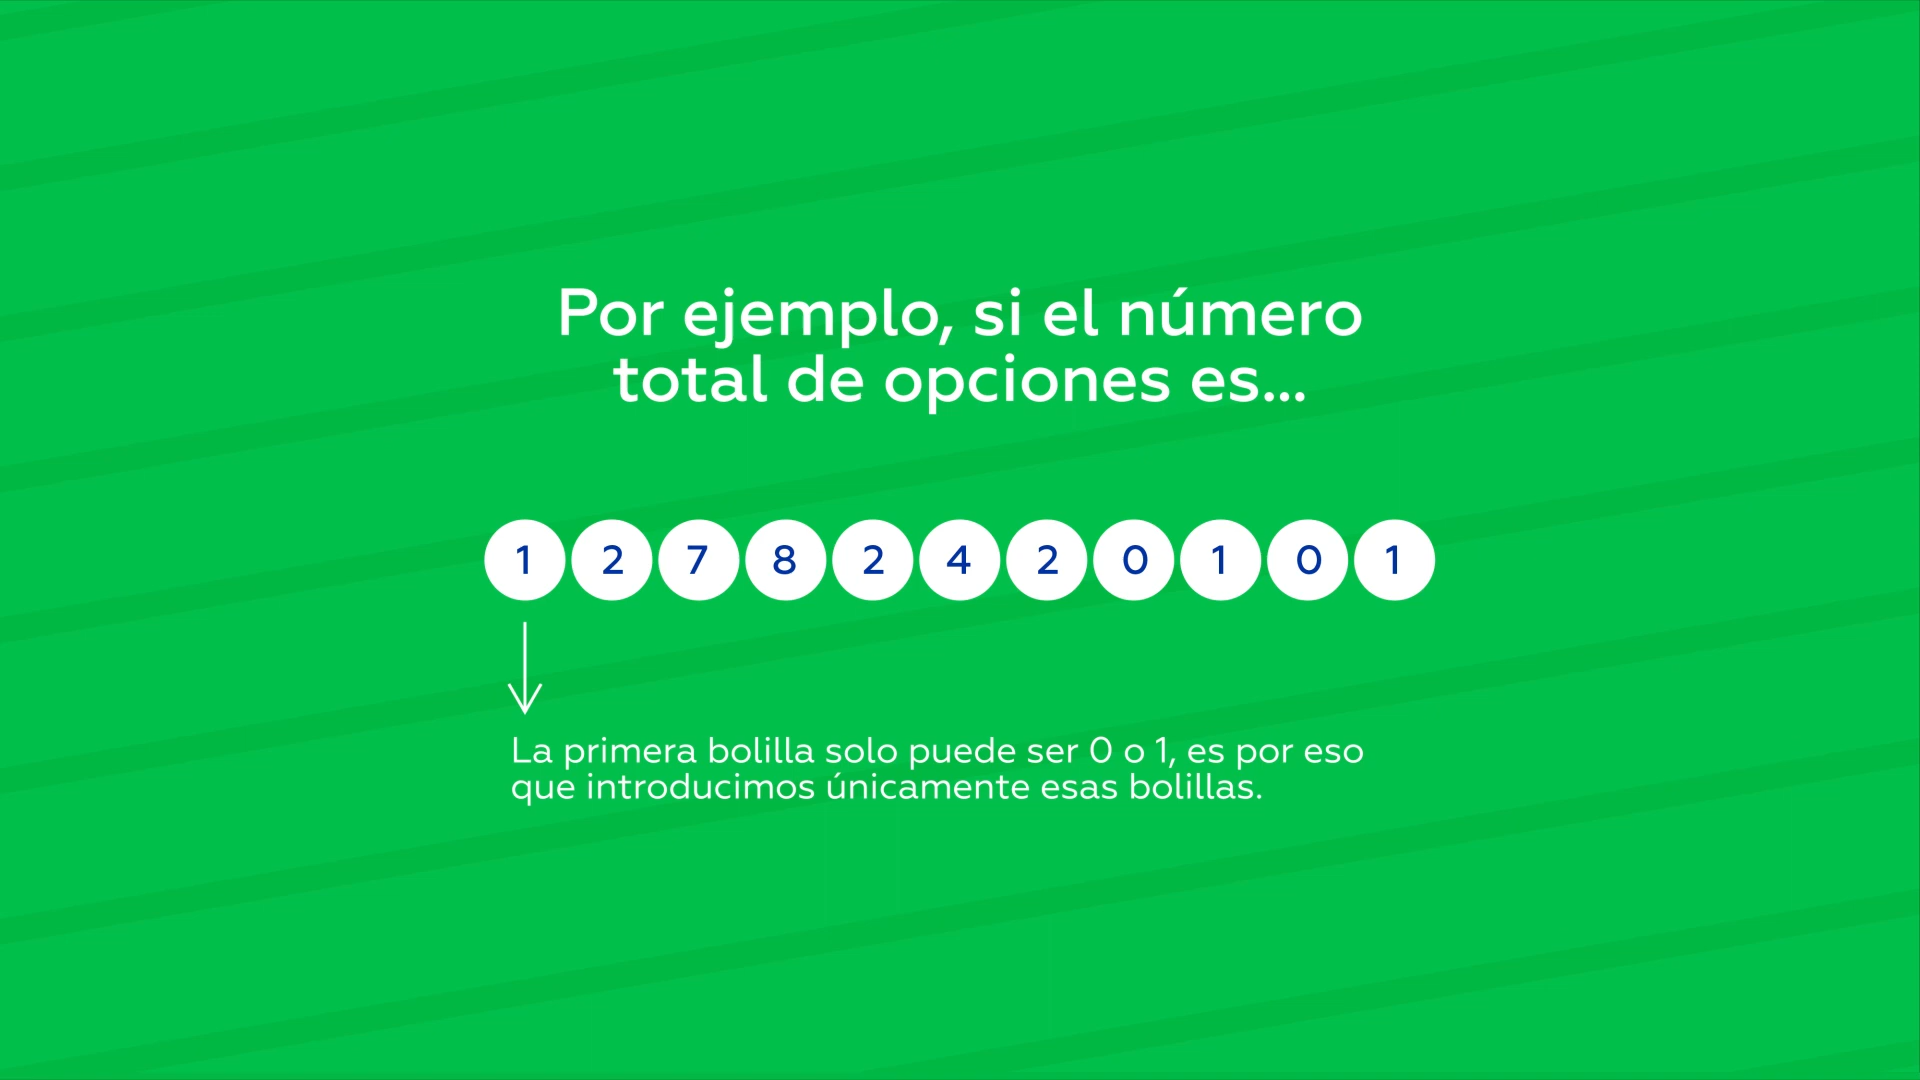 Por ejemplo, si el número
total de opciones es...
1 2 7 8 2 4 2 0 1 0 1
La primera bolilla solo puede ser 0 o 1, es por eso
que introducimos únicamente esas bolillas.